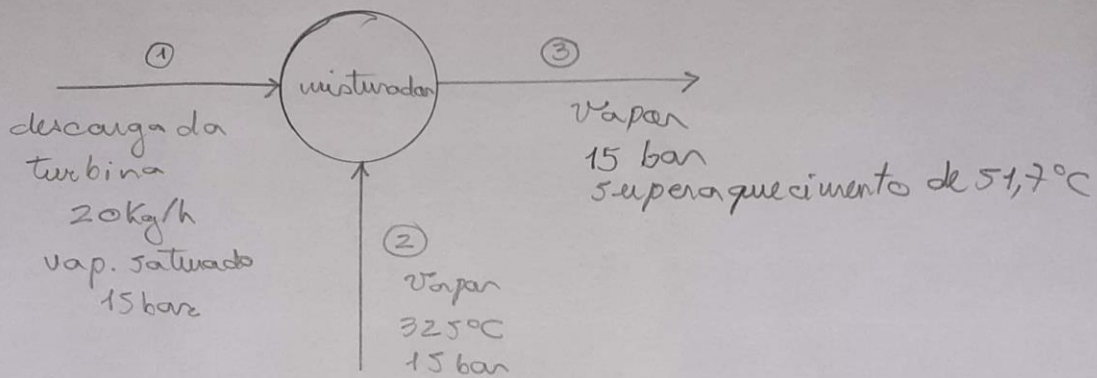 ①
descarga da
turbina
20Kg/h
vap. saturado
15 bar
misturador
②
Vapor
325°C
15 bar
③
Vapor
15 bar
superaquecimento de 51,7°C